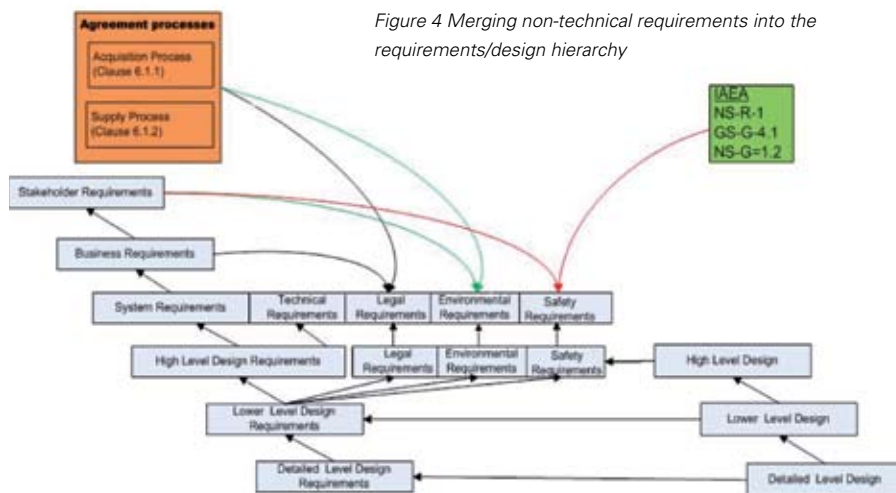 Agreement processes
Figure 4 Merging non-technical requirements into the
requirements/design hierarchy
Acquisition Process
(Clause 6.1.1)
Supply Process
(Clause 6.1.2)
IAEA
NS-R-1
GS-G-4.1
NS-G=1.2
Stakeholder Requirements
Business Requirements
System Requirements
Technical
Requirements
Legal
Requirements
Environmental
Requirements
Safety
Requirements
High Level Design Requirements
Legal
Requirements
Environmental
Requirements
Safety
Requirements
High Level Design
Lower Level Design
Requirements
Lower Level Design
Detailed Level Design
Requirements
Detailed Level Design